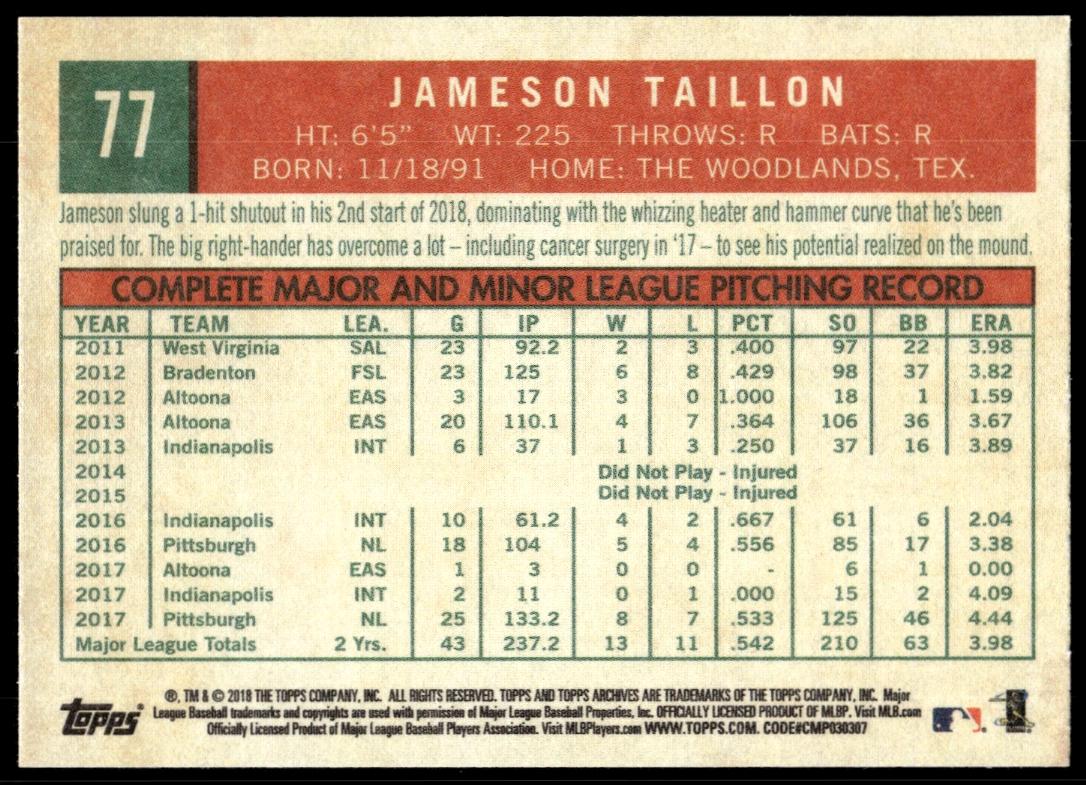 77
JAMESON TAILLON
HT: 6'5" WT: 225 THROWS: R BATS: R
BORN: 11/18/91 HOME: THE WOODLANDS, TEX.
Jameson slung a 1-hit shutout in his 2nd start of 2018, dominating with the whizzing heater and hammer curve that he's been
praised for. The big right-hander has overcome a lot – including cancer surgery in '17 – to see his potential realized on the mound.
COMPLETE MAJOR AND MINOR LEAGUE PITCHING RECORD
YEAR TEAM LEA. G IP W L PCT SO BB ERA
2011 West Virginia SAL 23 92.2 2 3 .400 97 22 3.98
2012 Bradenton FSL 23 125 6 8 .429 98 37 3.82
2012 Altoona EAS 3 17 3 0 1.000 18 1 1.59
2013 Altoona EAS 20 110.1 4 7 .364 106 36 3.67
2013 Indianapolis INT 6 37 1 3 .250 37 16 3.89
2014 Did Not Play - Injured
2015 Did Not Play - Injured
2016 Indianapolis INT 10 61.2 4 2 .667 61 6 2.04
2016 Pittsburgh NL 18 104 5 4 .556 85 17 3.38
2017 Altoona EAS 1 3 0 0 - 6 1 0.00
2017 Indianapolis INT 2 11 0 1 .000 15 2 4.09
2017 Pittsburgh NL 25 133.2 8 7 .533 125 46 4.44
Major League Totals 2 Yrs. 43 237.2 13 11 .542 210 63 3.98
topps
®, TM & © 2018 THE TOPPS COMPANY, INC. ALL RIGHTS RESERVED. TOPPS AND TOPPS ARCHIVES ARE TRADEMARKS OF THE TOPPS COMPANY, INC. Major
League Baseball trademarks and copyrights are used with permission of Major League Baseball Properties, Inc. OFFICIALLY LICENSED PRODUCT OF MLBP. Visit MLB.com
Officially Licensed Product of Major League Baseball Players Association. Visit MLBPlayers.com WWW.TOPPS.COM. CODE#CMP030307